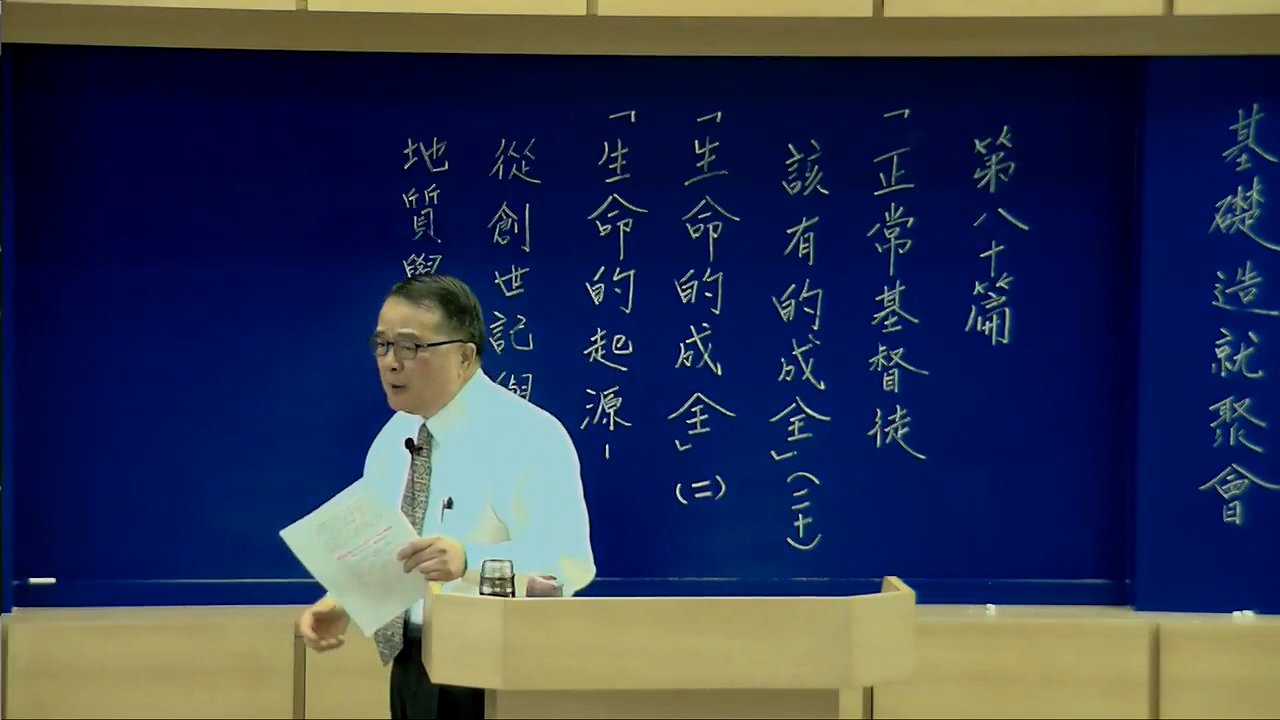 基礎造就聚會
第八十篇
「正常基督徒
該有的成全」(二十)
「生命的成全」(二)
「生命的起源-
從創世記與
地質與